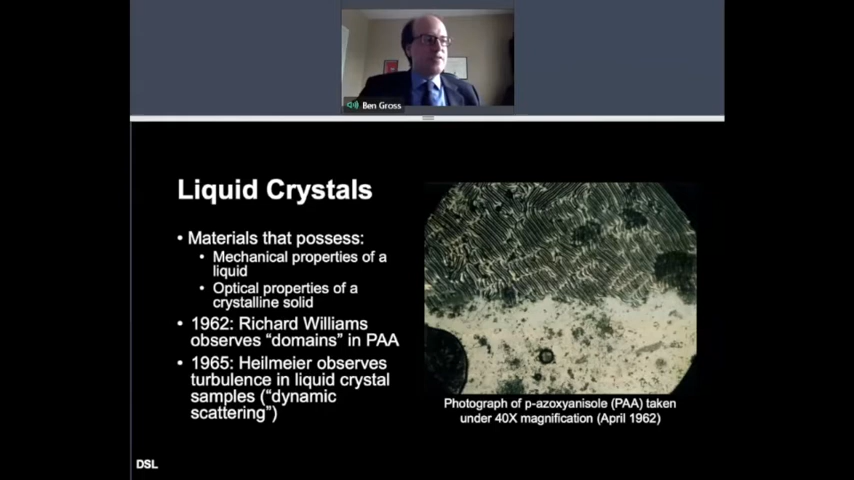 Ben Gross
Liquid Crystals
• Materials that possess:
• Mechanical properties of a
liquid
• Optical properties of a
crystalline solid
• 1962: Richard Williams
observes “domains” in PAA
• 1965: Heilmeier observes
turbulence in liquid crystal
samples (“dynamic
scattering”)
Photograph of p-azoxyanisole (PAA) taken
under 40X magnification (April 1962)
DSL